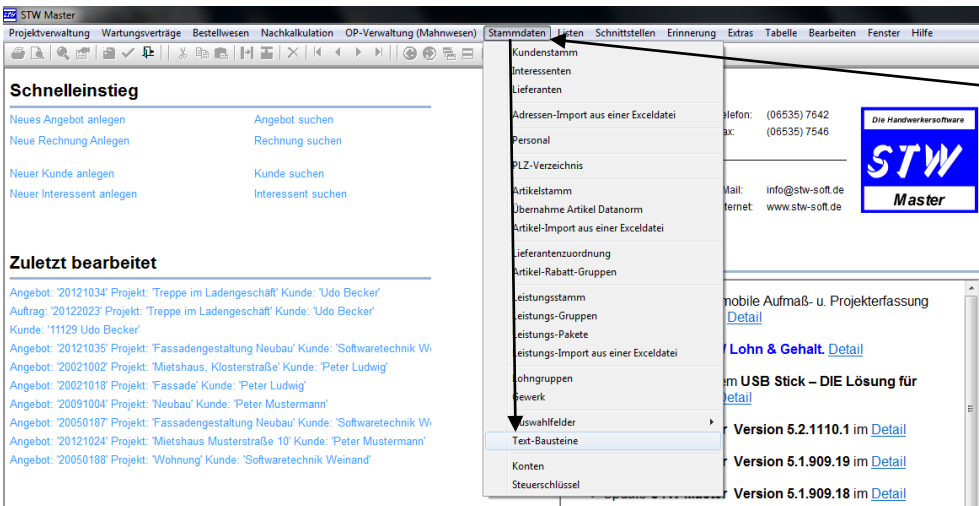 STW Master
Projektverwaltung Wartungsverträge Bestellwesen Nachkalkulation OP-Verwaltung (Mahnwesen) Stammdaten Listen Schnittstellen Erinnerung Extras Tabelle Bearbeiten Fenster Hilfe
Schnelleinstieg
Neues Angebot anlegen Angebot suchen
Neue Rechnung Anlegen Rechnung suchen
Neuer Kunde anlegen Kunde suchen
Neuer Interessent anlegen Interessent suchen
Zuletzt bearbeitet
Angebot: '20121034' Projekt: 'Treppe im Ladengeschäft' Kunde: 'Udo Becker'
Auftrag: '20122023' Projekt: 'Treppe im Ladengeschäft' Kunde: 'Udo Becker'
Kunde: '11129 Udo Becker'
Angebot: '20121035' Projekt: 'Fassadengestaltung Neubau' Kunde: 'Softwaretechnik
Angebot: '20021002' Projekt: 'Mietshaus, Klosterstraße' Kunde: 'Peter Ludwig'
Angebot: '20021018' Projekt: 'Fassade' Kunde: 'Peter Ludwig'
Angebot: '20091004' Projekt: 'Neubau' Kunde: 'Peter Mustermann'
Angebot: '20050187' Projekt: 'Fassadengestaltung Neubau' Kunde: 'Softwaretechnik
Angebot: '20121024' Projekt: 'Mietshaus Musterstraße 10' Kunde: 'Peter Mustermann'
Angebot: '20050188' Projekt: 'Wohnung' Kunde: 'Softwaretechnik Weinand'
Kundenstamm
Interessenten
Lieferanten
Adressen-Import aus einer Exceldatei
Personal
PLZ-Verzeichnis
Artikelstamm
Übernahme Artikel Datanorm
Artikel-Import aus einer Exceldatei
Lieferantenzuordnung
Artikel-Rabatt-Gruppen
Leistungsstamm
Leistungs-Gruppen
Leistungs-Pakete
Leistungs-Import aus einer Exceldatei
Lohngruppen
Gewerk
Auswahlfelder
Text-Bausteine
Konten
Steuerschlüssel
elefon: (06535) 7642
ax: (06535) 7546
Mail: info@stw-soft.de
ternet: www.stw-soft.de
Die Handwerkersoftware
STW
Master
mobile Aufmaß- u. Projekterfassung
Detail
Lohn & Gehalt. Detail
em USB Stick – DIE Lösung für
Detail
Version 5.2.1110.1 im Detail
Version 5.1.909.19 im Detail
Version 5.1.909.18 im Detail